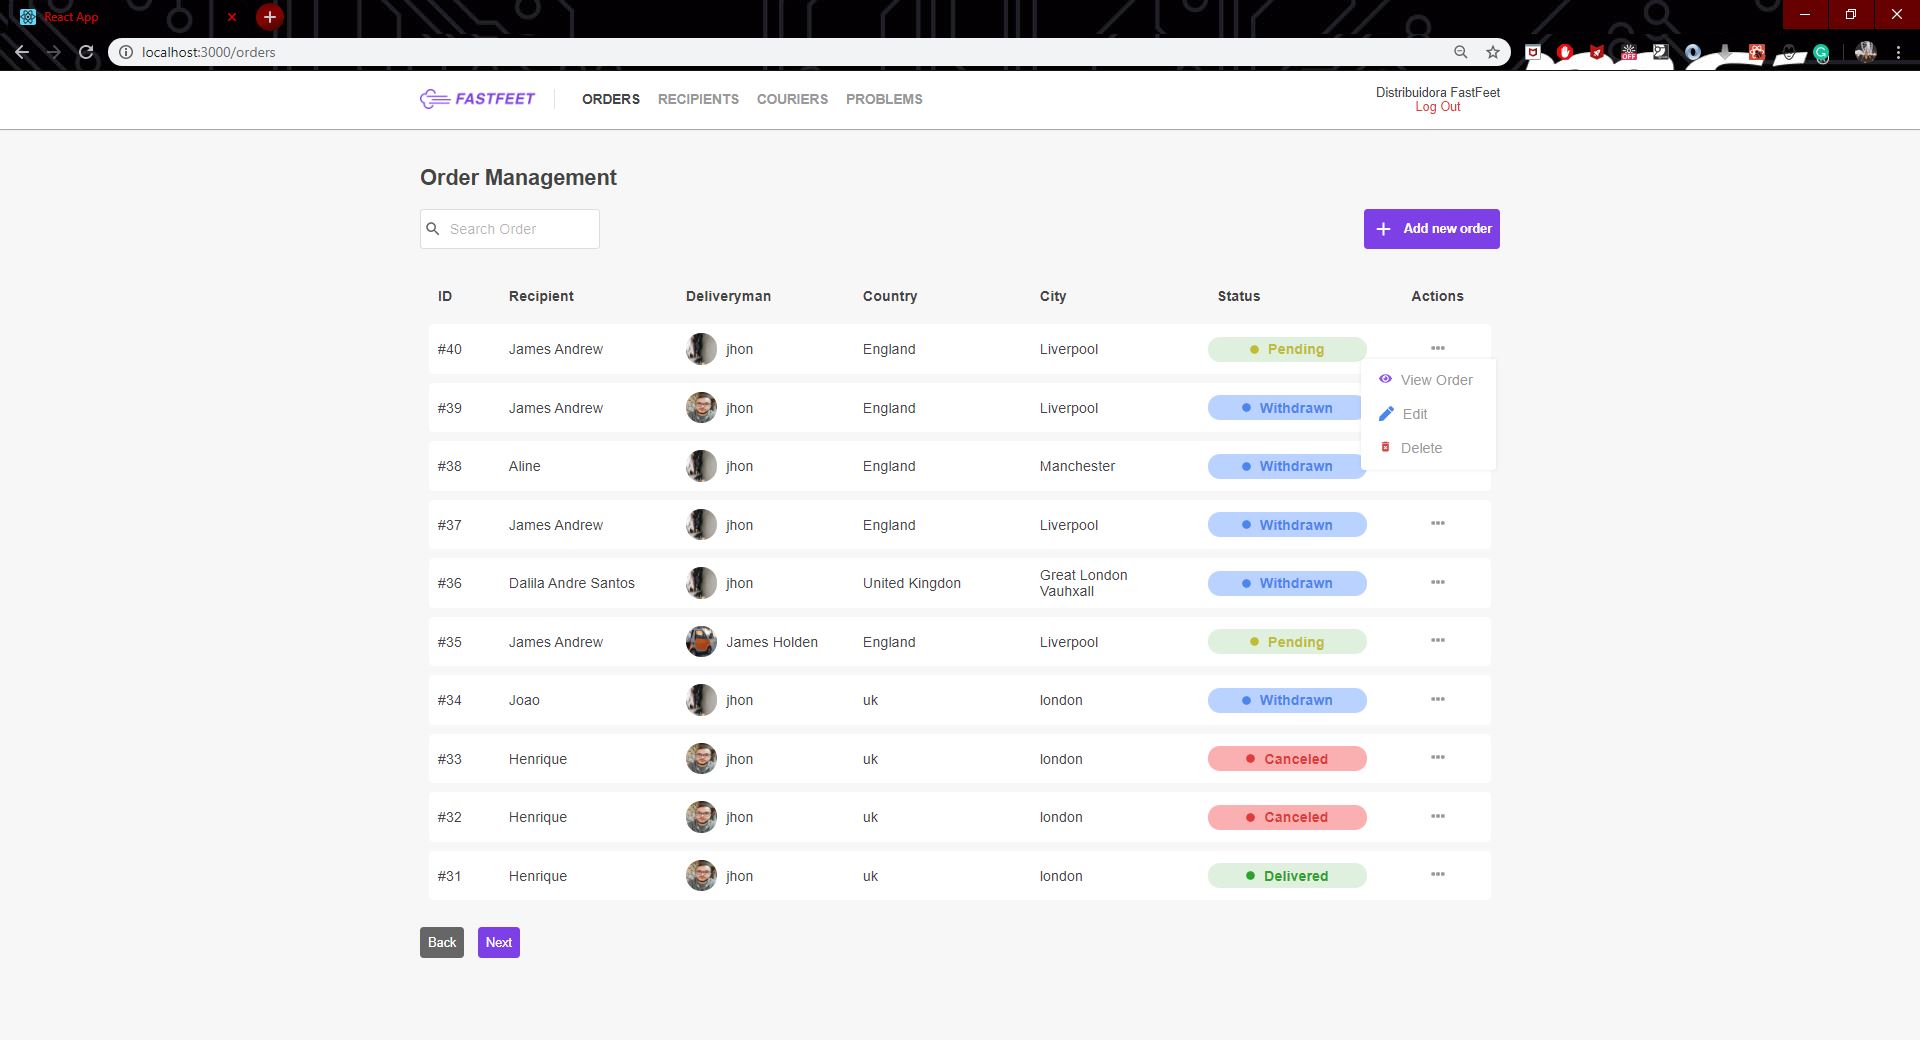 React App
localhost:3000/orders
OFF
FASTFEET
ORDERS RECIPIENTS COURIERS PROBLEMS
Distribuidora FastFeet
Log Out
Order Management
Search Order
Add new order
ID Recipient Deliveryman Country City Status Actions
#40 James Andrew jhon England Liverpool Pending
View Order
Edit
Delete
#39 James Andrew jhon England Liverpool Withdrawn
#38 Aline jhon England Manchester Withdrawn
#37 James Andrew jhon England Liverpool Withdrawn
#36 Dalila Andre Santos jhon United Kingdon Great London
Vauhxall Withdrawn
#35 James Andrew James Holden England Liverpool Pending
#34 Joao jhon uk london Withdrawn
#33 Henrique jhon uk london Canceled
#32 Henrique jhon uk london Canceled
#31 Henrique jhon uk london Delivered
Back Next